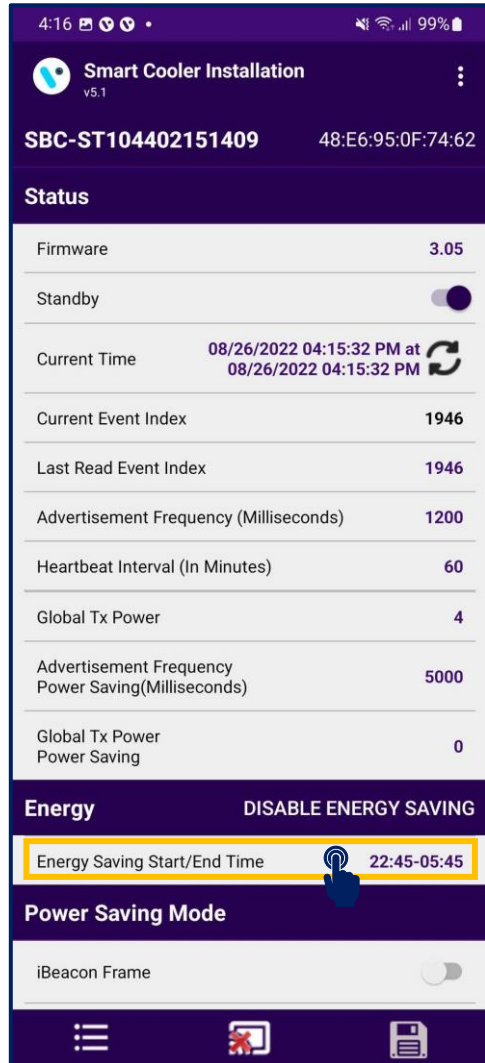 4:16 99%
Smart Cooler Installation
v5.1
SBC-ST104402151409 48:E6:95:0F:74:62
Status
Firmware 3.05
Standby
Current Time 08/26/2022 04:15:32 PM at
08/26/2022 04:15:32 PM
Current Event Index 1946
Last Read Event Index 1946
Advertisement Frequency (Milliseconds) 1200
Heartbeat Interval (In Minutes) 60
Global Tx Power 4
Advertisement Frequency
Power Saving(Milliseconds) 5000
Global Tx Power
Power Saving 0
Energy DISABLE ENERGY SAVING
Energy Saving Start/End Time 22:45-05:45
Power Saving Mode
iBeacon Frame